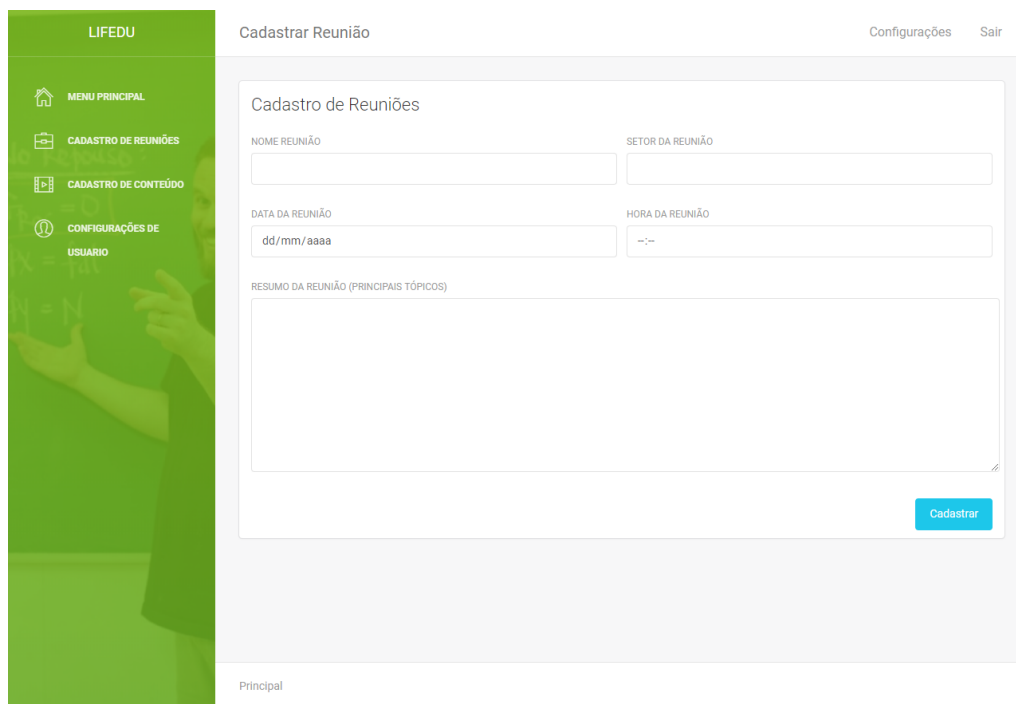 LIFEDU
Cadastrar Reunião
Configurações
Sair
MENU PRINCIPAL
CADASTRO DE REUNIÕES
CADASTRO DE CONTEÚDO
CONFIGURAÇÕES DE
USUARIO
Cadastro de Reuniões
NOME REUNIÃO
SETOR DA REUNIÃO
DATA DA REUNIÃO
HORA DA REUNIÃO
dd/mm/aaaa
--:--
RESUMO DA REUNIÃO (PRINCIPAIS TÓPICOS)
Cadastrar
Principal